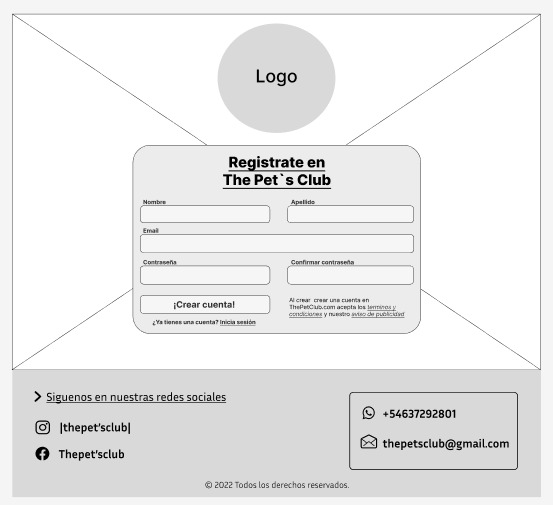 Logo
Registrate en
The Pet`s Club
Nombre
Apellido
Email
Contraseña
Confirmar contraseña
¡Crear cuenta!
Al crear crear una cuenta en
ThePetClub.com acepts los terminos y
condiciones y nuestro aviso de publicidad
¿Ya tienes una cuenta? Inicia sesión
Siguenos en nuestras redes sociales
|thepet'sclub|
Thepet'sclub
+54637292801
thepetsclub@gmail.com
© 2022 Todos los derechos reservados.